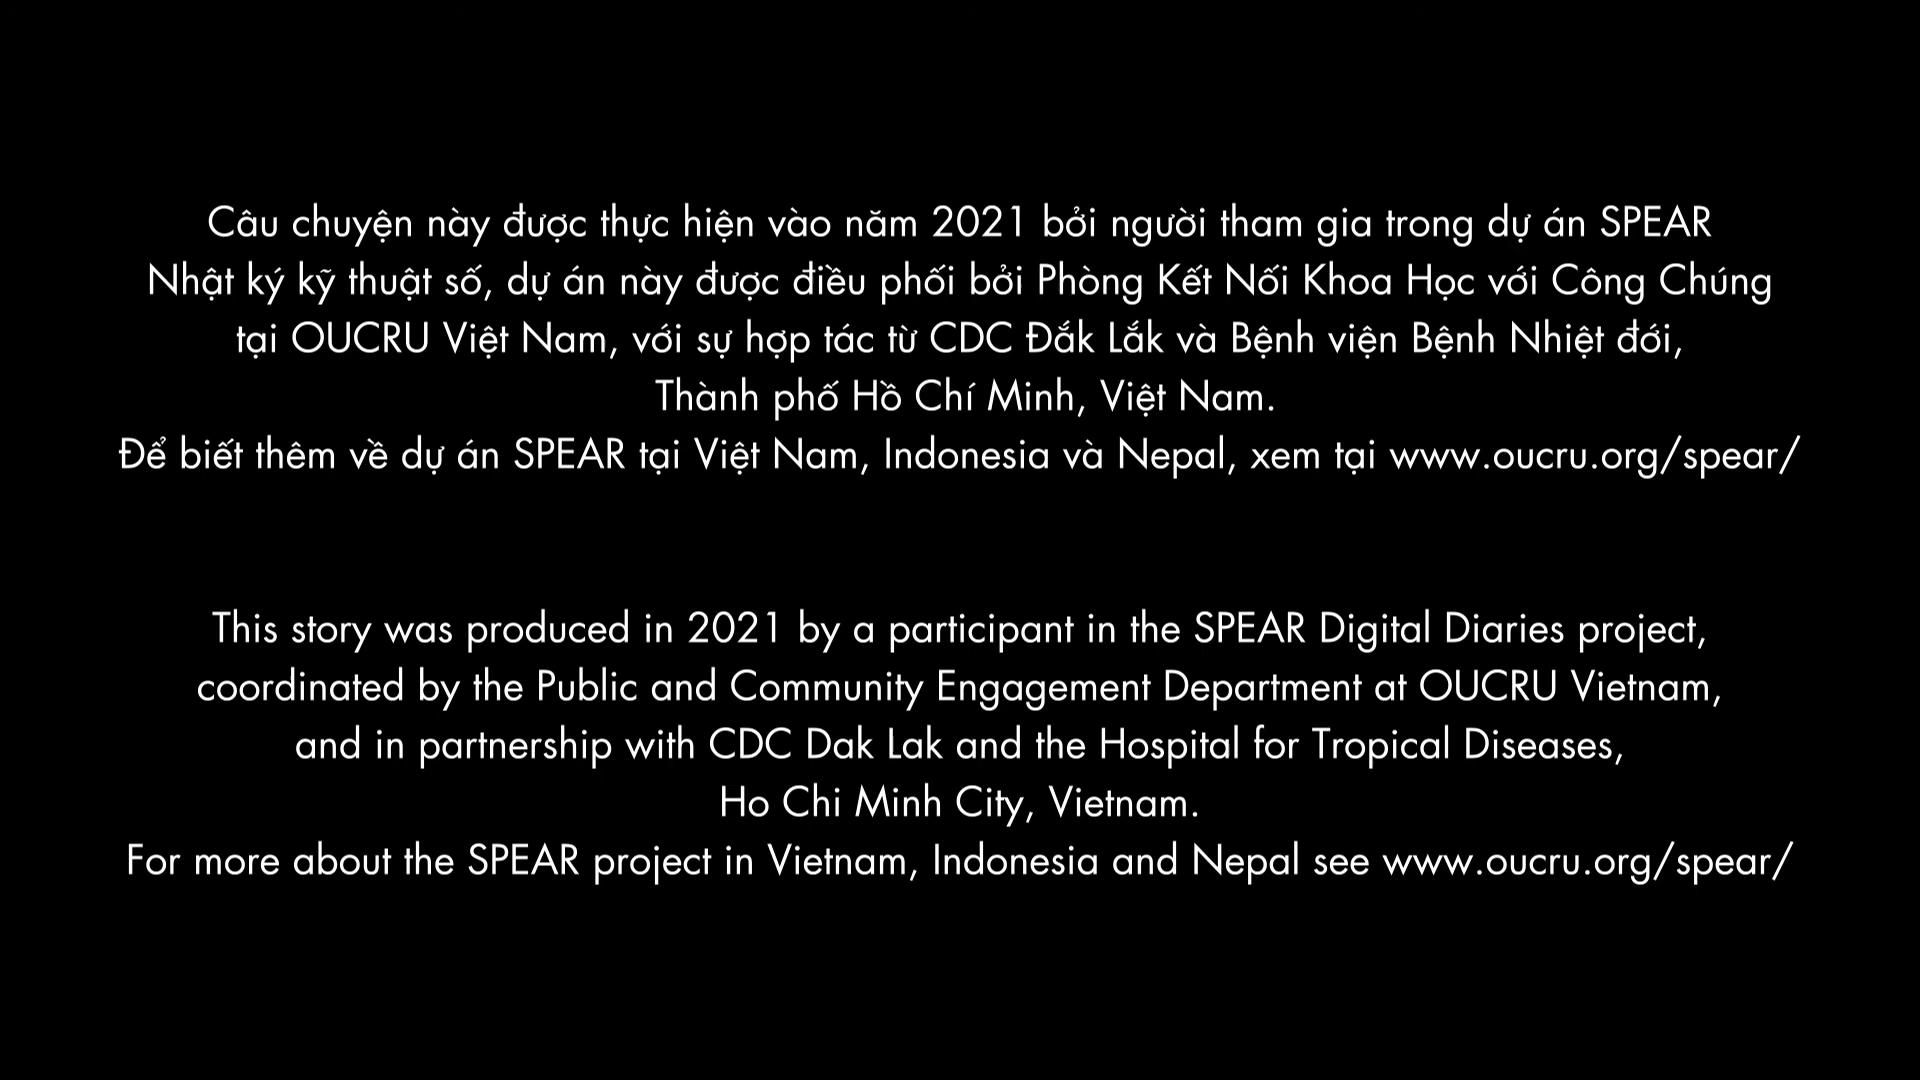 Câu chuyện này được thực hiện vào năm 2021 bởi người tham gia trong dự án SPEAR
Nhật ký kỹ thuật số, dự án này được điều phối bởi Phòng Kết Nối Khoa Học với Công Chúng
tại OUCRU Việt Nam, với sự hợp tác từ CDC Đắk Lắk và Bệnh viện Bệnh Nhiệt đới,
Thành phố Hồ Chí Minh, Việt Nam.
Để biết thêm về dự án SPEAR tại Việt Nam, Indonesia và Nepal, xem tại www.oucru.org/spear/
This story was produced in 2021 by a participant in the SPEAR Digital Diaries project,
coordinated by the Public and Community Engagement Department at OUCRU Vietnam,
and in partnership with CDC Dak Lak and the Hospital for Tropical Diseases,
Ho Chi Minh City, Vietnam.
For more about the SPEAR project in Vietnam, Indonesia and Nepal see www.oucru.org/spear/